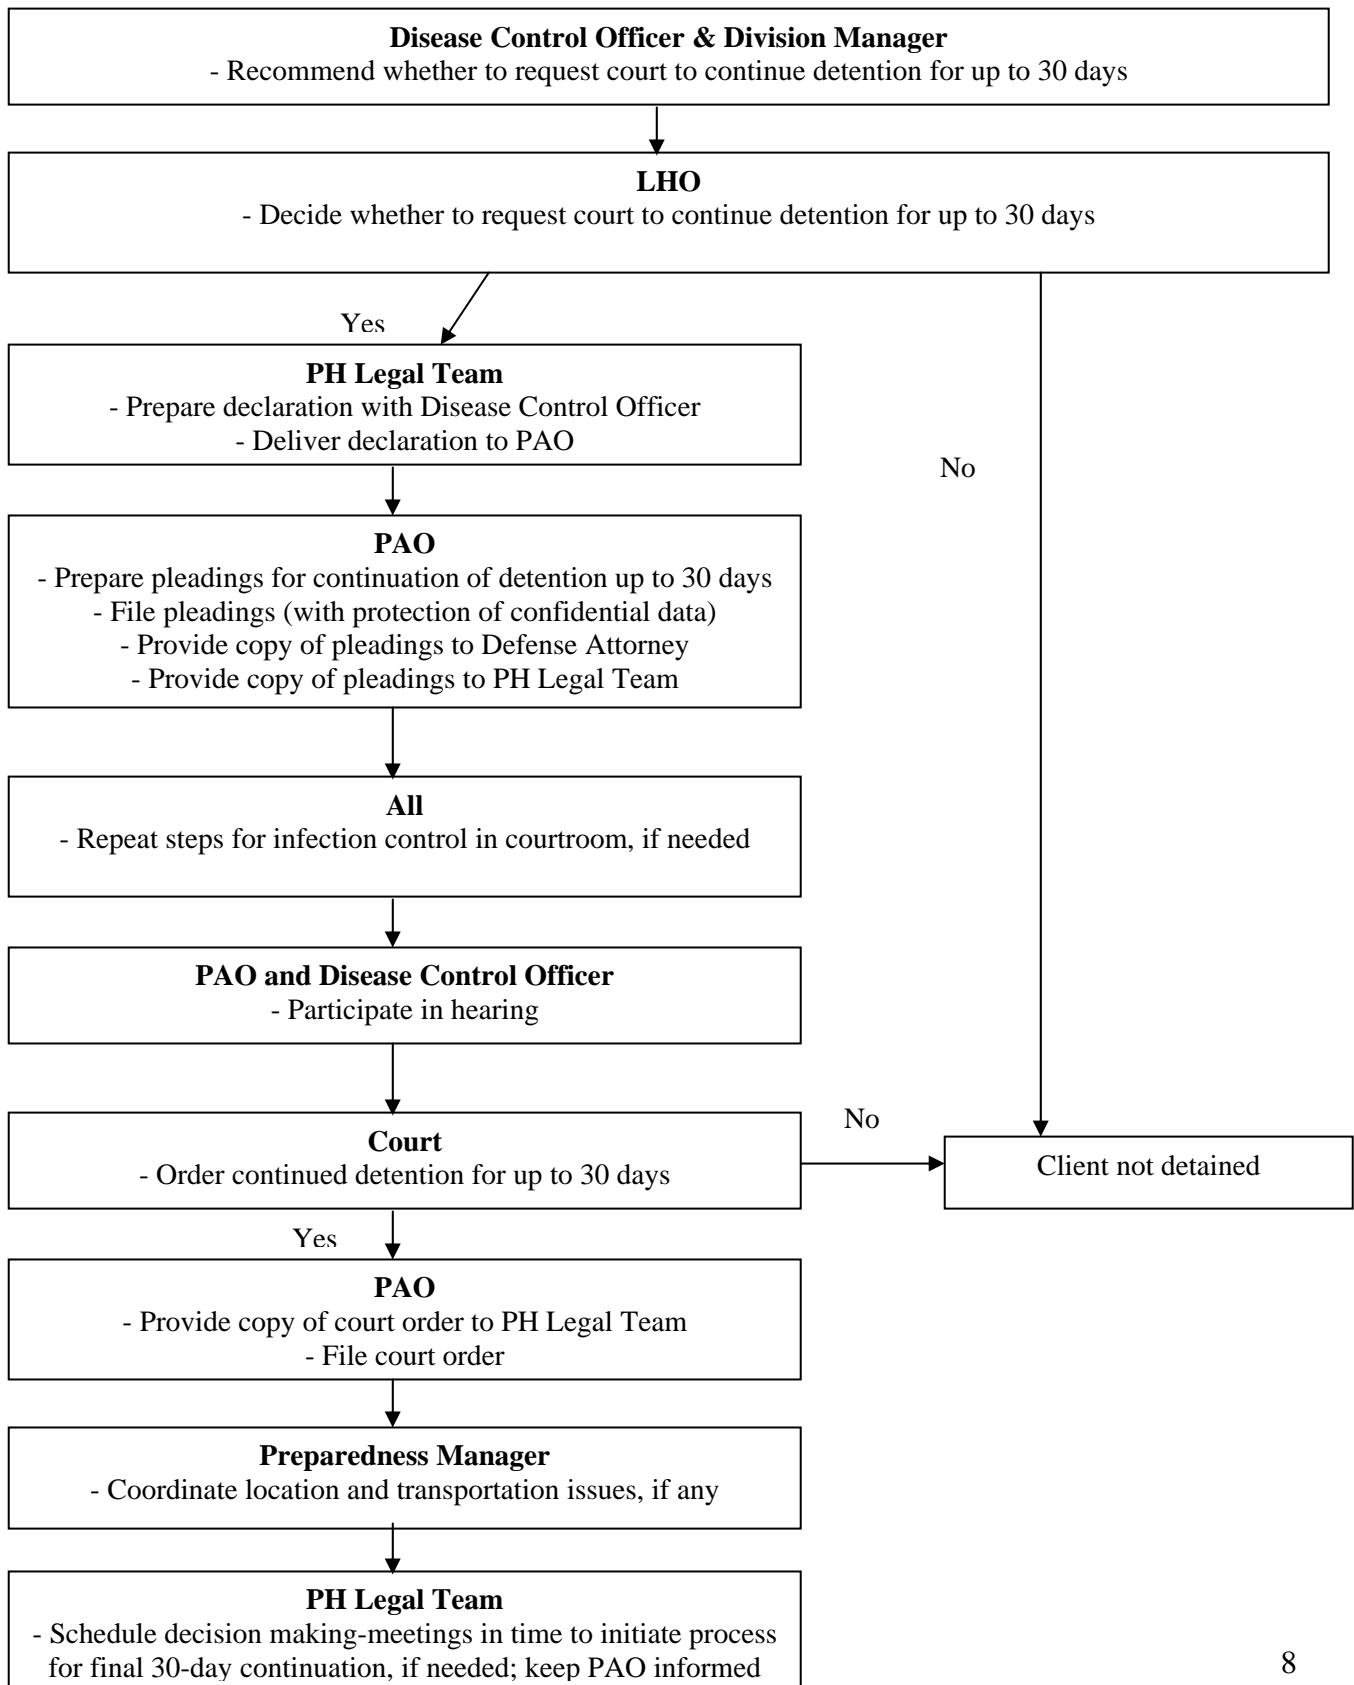 Disease Control Officer & Division Manager
- Recommend whether to request court to continue detention for up to 30 days
LHO
- Decide whether to request court to continue detention for up to 30 days
Yes
PH Legal Team
- Prepare declaration with Disease Control Officer
- Deliver declaration to PAO
No
PAO
- Prepare pleadings for continuation of detention up to 30 days
- File pleadings (with protection of confidential data)
- Provide copy of pleadings to Defense Attorney
- Provide copy of pleadings to PH Legal Team
All
- Repeat steps for infection control in courtroom, if needed
PAO and Disease Control Officer
- Participate in hearing
Court
- Order continued detention for up to 30 days
No
Client not detained
Yes
PAO
- Provide copy of court order to PH Legal Team
- File court order
Preparedness Manager
- Coordinate location and transportation issues, if any
PH Legal Team
- Schedule decision making-meetings in time to initiate process
for final 30-day continuation, if needed; keep PAO informed
8